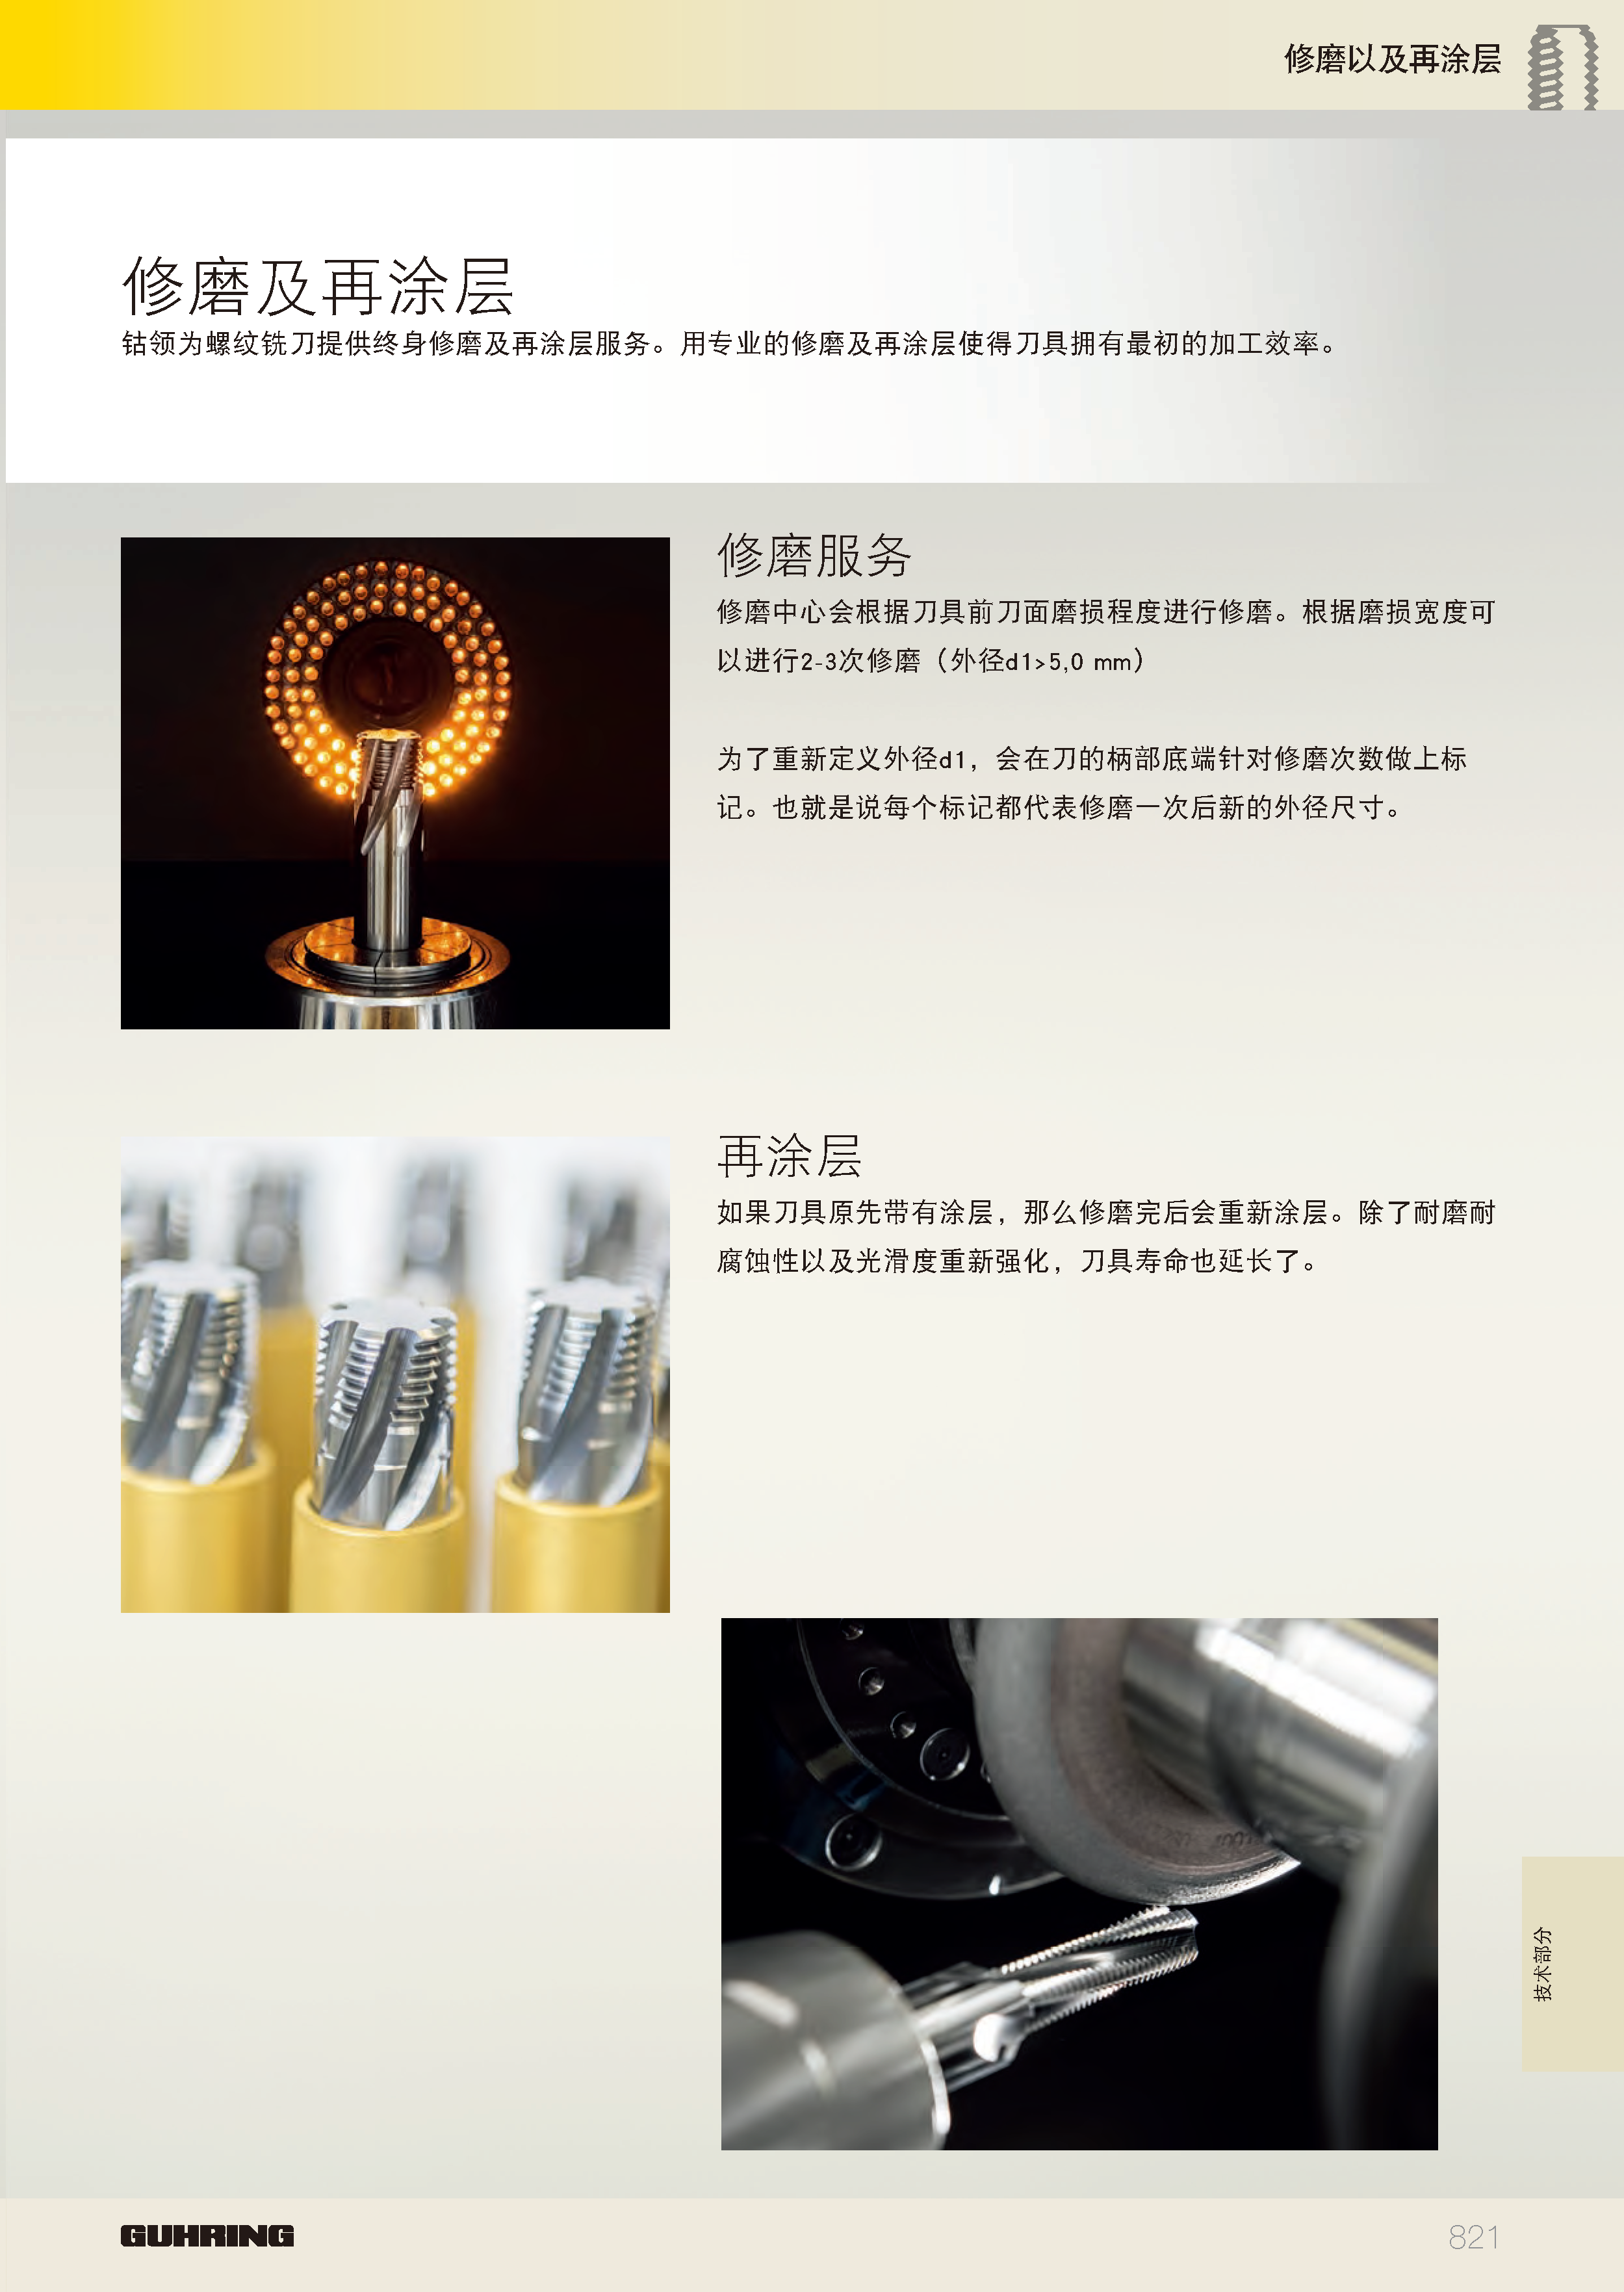 修磨以及再涂层
修磨及再涂层
钴领为螺纹铣刀提供终身修磨及再涂层服务。用专业的修磨及再涂层使得刀具拥有最初的加工效率。
修磨服务
修磨中心会根据刀具前刀面磨损程度进行修磨。根据磨损宽度可
以进行2-3次修磨（外径d1>5,0 mm）
为了重新定义外径d1，会在刀的柄部底端针对修磨次数做上标
记。也就是说每个标记都代表修磨一次后新的外径尺寸。
再涂层
如果刀具原先带有涂层，那么修磨完后会重新涂层。除了耐磨耐
腐蚀性以及光滑度重新强化，刀具寿命也延长了。
技术部分
GUHRING
821